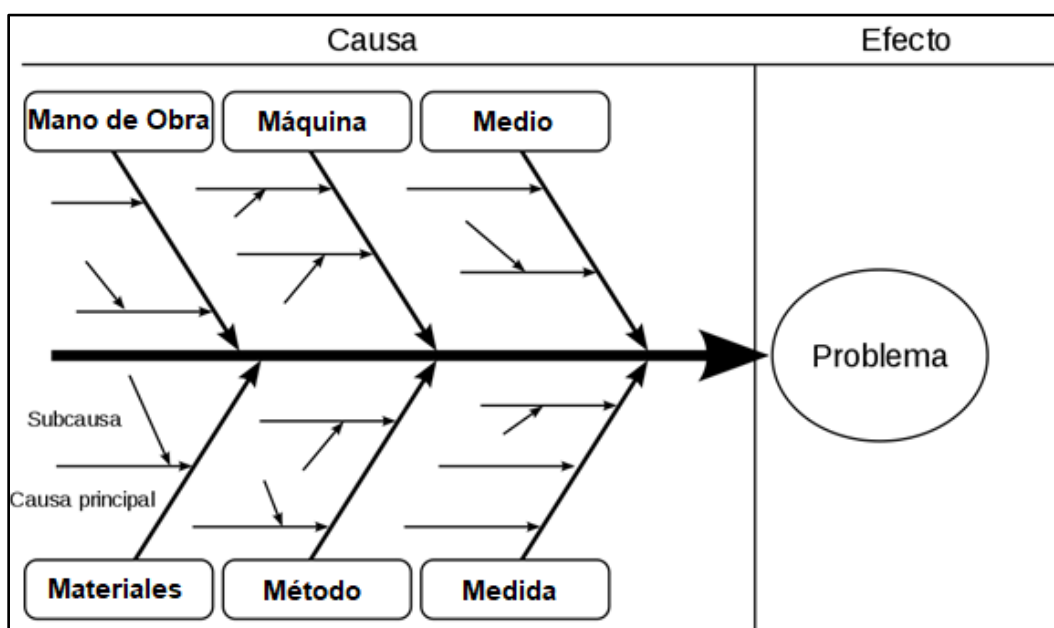 Causa
Efecto
Mano de Obra
Máquina
Medio
Problema
Subcausa
Causa principal
Materiales
Método
Medida